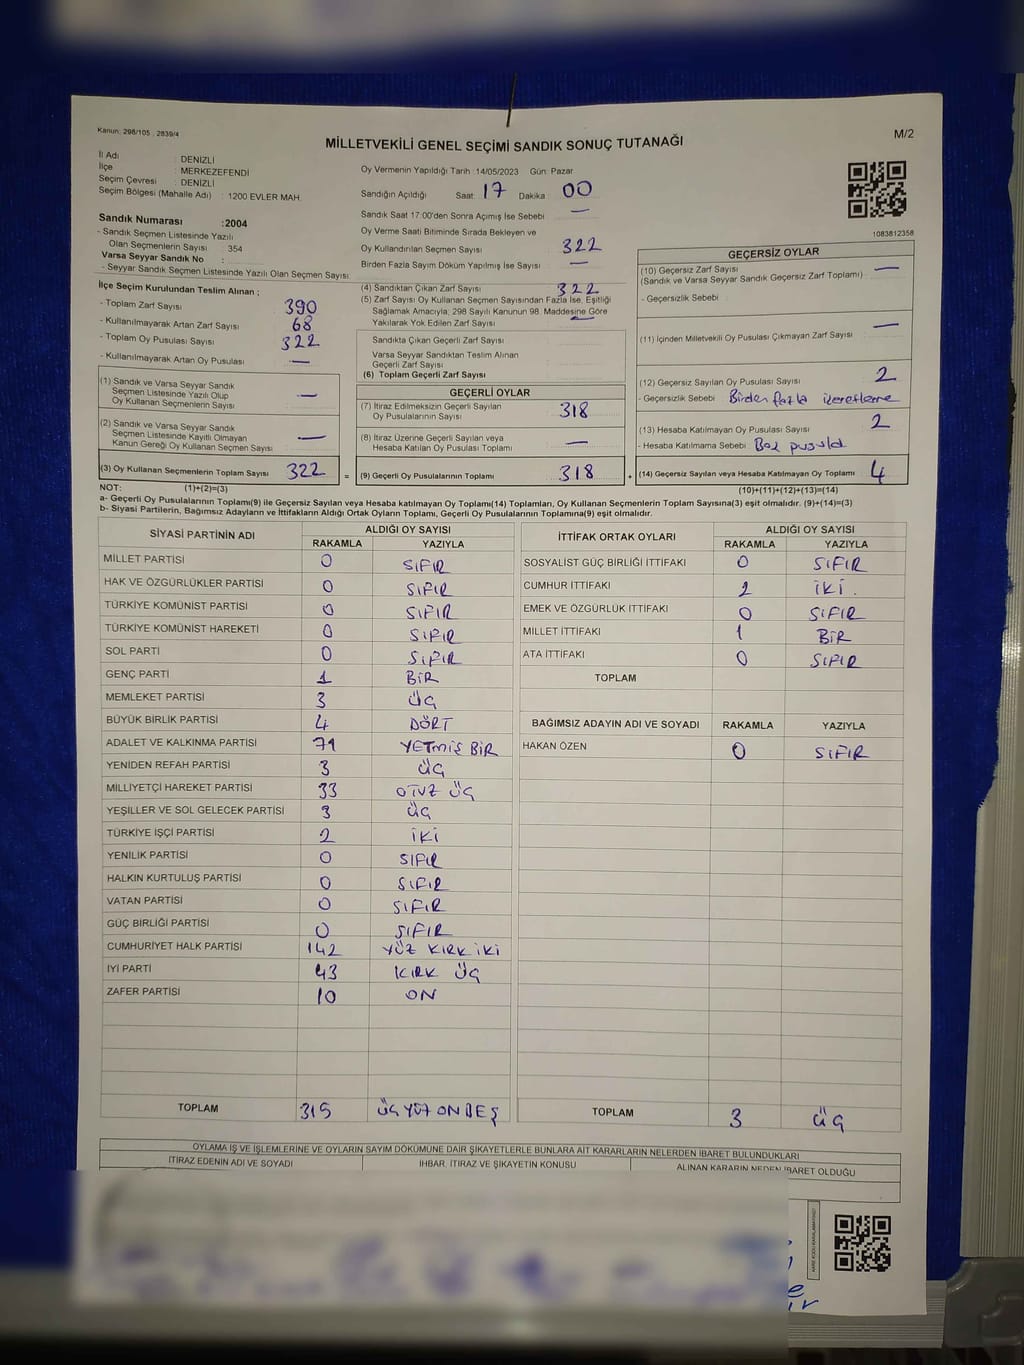 Kanun: 298/105 , 2839/4
M/2
MİLLETVEKİLİ GENEL SEÇİMİ SANDIK SONUÇ TUTANAĞI
İl Adı : DENİZLİ
İlçe : MERKEZEFENDİ
Seçim Çevresi : DENİZLİ
Seçim Bölgesi (Mahalle Adı) : 1200 EVLER MAH.
Sandık Numarası :2004
- Sandık Seçmen Listesinde Yazılı
Olan Seçmenlerin Sayısı : 354
Varsa Seyyar Sandık No :
- Seyyar Sandık Seçmen Listesinde Yazılı Olan Seçmen Sayısı
İlçe Seçim Kurulundan Teslim Alınan ;
- Toplam Zarf Sayısı 390
- Kullanılmayarak Artan Zarf Sayısı 68
- Toplam Oy Pusulası Sayısı 322
- Kullanılmayarak Artan Oy Pusulası —
(1) Sandık ve Varsa Seyyar Sandık
Seçmen Listesinde Yazılı Olup
Oy Kullanan Seçmenlerin Sayısı —
(2) Sandık ve Varsa Seyyar Sandık
Seçmen Listesinde Kayıtlı Olmayan
Kanun Gereği Oy Kullanan Seçmen Sayısı —
(3) Oy Kullanan Seçmenlerin Toplam Sayısı 322 =
Oy Vermenin Yapıldığı Tarih : 14/05/2023 Gün: Pazar
Sandığın Açıldığı Saat: 17 Dakika 00
Sandık Saat 17:00'den Sonra Açımış İse Sebebi —
Oy Verme Saati Bitiminde Sırada Bekleyen ve
Oy Kullandırılan Seçmen Sayısı 322
Birden Fazla Sayım Döküm Yapılmış İse Sayısı —
(4) Sandıktan Çıkan Zarf Sayısı 322
(5) Zarf Sayısı Oy Kullanan Seçmen Sayısından Fazla İse, Eşitliği
Sağlamak Amacıyla; 298 Sayılı Kanunun 98. Maddesine Göre
Yakılarak Yok Edilen Zarf Sayısı —
Sandıkta Çıkan Geçerli Zarf Sayısı
Varsa Seyyar Sandıktan Teslim Alınan
Geçerli Zarf Sayısı
(6) Toplam Geçerli Zarf Sayısı
GEÇERLİ OYLAR
(7) İtiraz Edilmeksizin Geçerli Sayılan
Oy Pusulalarının Sayısı 318
(8) İtiraz Üzerine Geçerli Sayılan veya
Hesaba Katılan Oy Pusulası Toplamı —
(9) Geçerli Oy Pusulalarının Toplamı 318 +
1083812358
GEÇERSİZ OYLAR
(10) Geçersiz Zarf Sayısı —
(Sandık ve Varsa Seyyar Sandık Geçersiz Zarf Toplamı)
- Geçersizlik Sebebi :
(11) İçinden Milletvekili Oy Pusulası Çıkmayan Zarf Sayısı —
(12) Geçersiz Sayılan Oy Pusulası Sayısı 2
- Geçersizlik Sebebi Birden fazla işaretleme
(13) Hesaba Katılmayan Oy Pusulası Sayısı 2
- Hesaba Katılmama Sebebi : Boş pusula
(14) Geçersiz Sayılan veya Hesaba Katılmayan Oy Toplamı 4
NOT: (1)+(2)=(3) (10)+(11)+(12)+(13)=(14)
a- Geçerli Oy Pusulalarının Toplamı(9) ile Geçersiz Sayılan veya Hesaba katılmayan Oy Toplamı(14) Toplamları, Oy Kullanan Seçmenlerin Toplam Sayısına(3) eşit olmalıdır. (9)+(14)=(3)
b- Siyasi Partilerin, Bağımsız Adayların ve İttifakların Aldığı Ortak Oyların Toplamı, Geçerli Oy Pusulalarının Toplamına(9) eşit olmalıdır.
SİYASİ PARTİNİN ADI ALDIĞI OY SAYISI
RAKAMLA YAZIYLA
MİLLET PARTİSİ 0 SIFIR
HAK VE ÖZGÜRLÜKLER PARTİSİ 0 SIFIR
TÜRKİYE KOMÜNİST PARTİSİ 0 SIFIR
TÜRKİYE KOMÜNİST HAREKETİ 0 SIFIR
SOL PARTİ 0 SIFIR
GENÇ PARTİ 1 BİR
MEMLEKET PARTİSİ 3 ÜÇ
BÜYÜK BİRLİK PARTİSİ 4 DÖRT
ADALET VE KALKINMA PARTİSİ 71 YETMİŞ BİR
YENİDEN REFAH PARTİSİ 3 ÜÇ
MİLLİYETÇİ HAREKET PARTİSİ 33 OTUZ ÜÇ
YEŞİLLER VE SOL GELECEK PARTİSİ 3 ÜÇ
TÜRKİYE İŞÇİ PARTİSİ 2 İKİ
YENİLİK PARTİSİ 0 SIFIR
HALKIN KURTULUŞ PARTİSİ 0 SIFIR
VATAN PARTİSİ 0 SIFIR
GÜÇ BİRLİĞİ PARTİSİ 0 SIFIR
CUMHURİYET HALK PARTİSİ 142 YÜZ KIRK İKİ
İYİ PARTİ 43 KIRK ÜÇ
ZAFER PARTİSİ 10 ON
TOPLAM 315 ÜÇ YÜZ ON BEŞ
İTTİFAK ORTAK OYLARI ALDIĞI OY SAYISI
RAKAMLA YAZIYLA
SOSYALİST GÜÇ BİRLİĞİ İTTİFAKI 0 SIFIR
CUMHUR İTTİFAKI 2 İKİ.
EMEK VE ÖZGÜRLÜK İTTİFAKI 0 SIFIR
MİLLET İTTİFAKI 1 BİR
ATA İTTİFAKI 0 SIFIR
TOPLAM
BAĞIMSIZ ADAYIN ADI VE SOYADI RAKAMLA YAZIYLA
HAKAN ÖZEN 0 SIFIR
TOPLAM 3 ÜÇ
OYLAMA İŞ VE İŞLEMLERİNE VE OYLARIN SAYIM DÖKÜMÜNE DAİR ŞİKAYETLERLE BUNLARA AİT KARARLARIN NELERDEN İBARET BULUNDUKLARI
İTİRAZ EDENİN ADI VE SOYADI İHBAR, İTİRAZ VE ŞİKAYETİN KONUSU ALINAN KARARIN NEDEN İBARET OLDUĞU